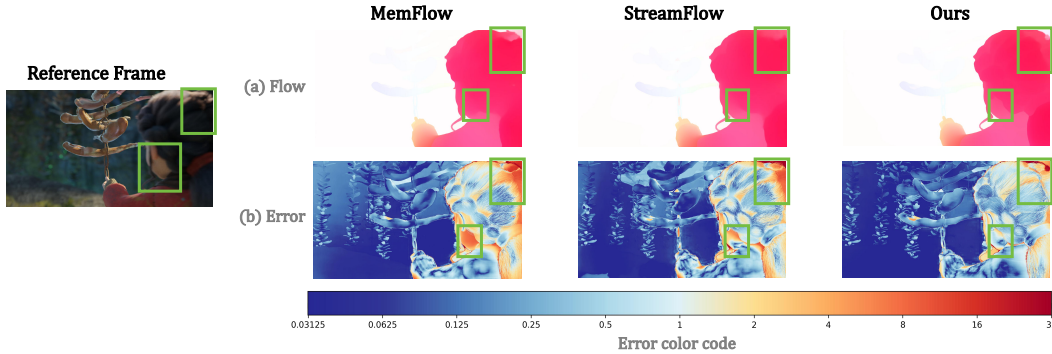 MemFlow StreamFlow Ours
Reference Frame
(a) Flow
(b) Error
0.03125 0.0625 0.125 0.25 0.5 1 2 4 8 16 3
Error color code